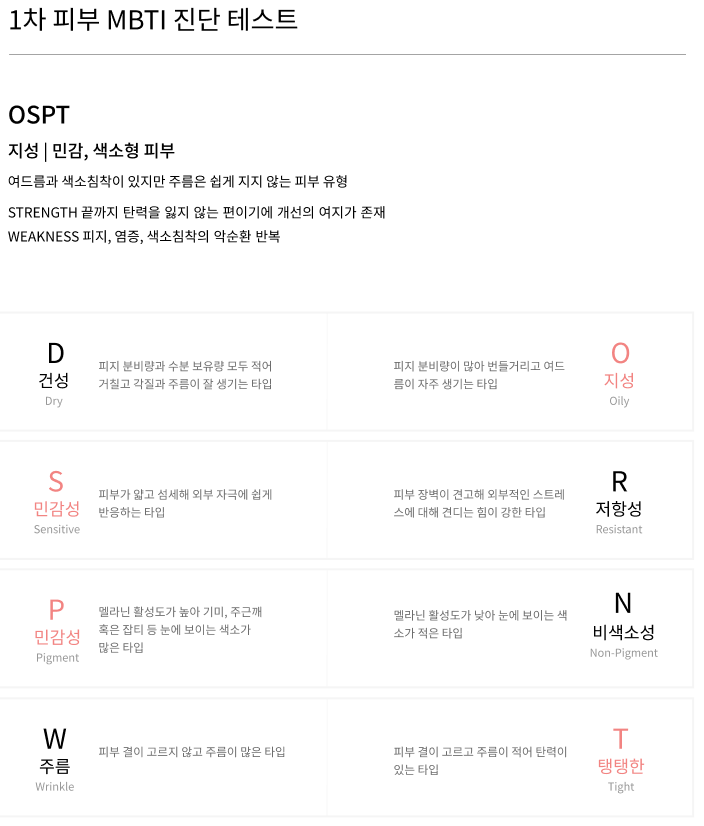 1차 피부 MBTI 진단 테스트
OSPT
지성 | 민감, 색소형 피부
여드름과 색소침착이 있지만 주름은 쉽게 지지 않는 피부 유형
STRENGTH 끝까지 탄력을 잃지 않는 편이기에 개선의 여지가 존재
WEAKNESS 피지, 염증, 색소침착의 악순환 반복
D
건성
Dry
피지 분비량과 수분 보유량 모두 적어
거칠고 각질과 주름이 잘 생기는 타입
피지 분비량이 많아 번들거리고 여드
름이 자주 생기는 타입
O
지성
Oily
S
민감성
Sensitive
피부가 얇고 섬세해 외부 자극에 쉽게
반응하는 타입
피부 장벽이 견고해 외부적인 스트레
스에 대해 견디는 힘이 강한 타입
R
저항성
Resistant
P
민감성
Pigment
멜라닌 활성도가 높아 기미, 주근깨
혹은 잡티 등 눈에 보이는 색소가
많은 타입
멜라닌 활성도가 낮아 눈에 보이는 색
소가 적은 타입
N
비색소성
Non-Pigment
W
주름
Wrinkle
피부 결이 고르지 않고 주름이 많은 타입
피부 결이 고르고 주름이 적어 탄력이
있는 타입
T
탱탱한
Tight